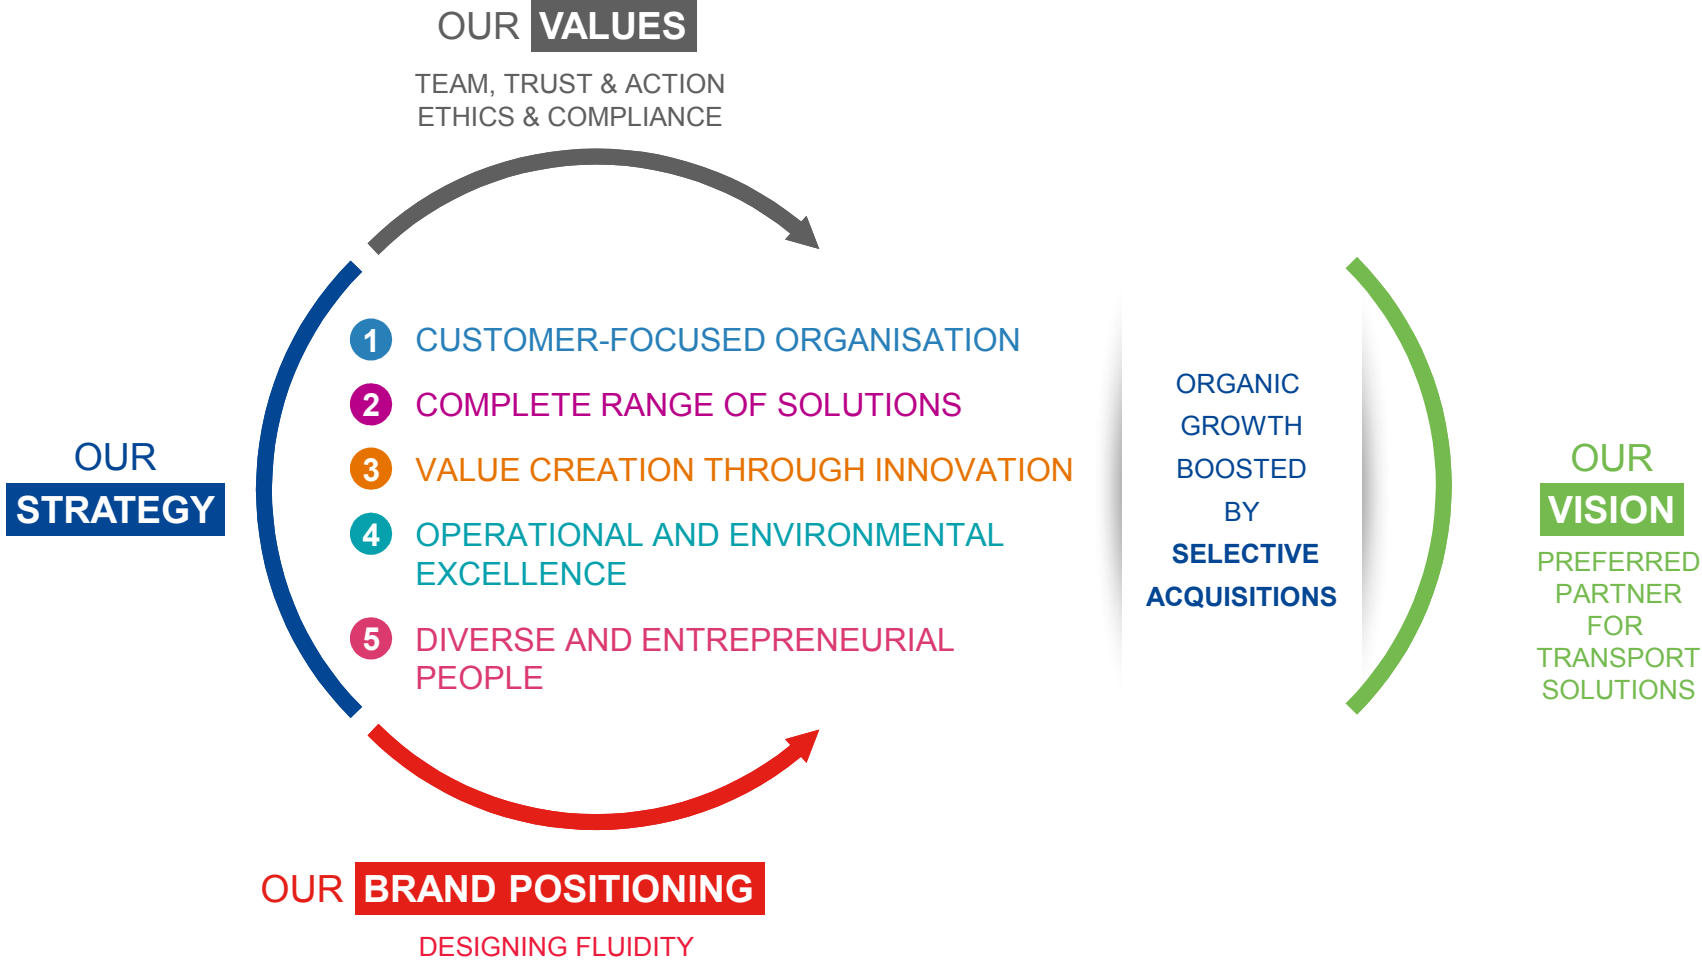 OUR VALUES
TEAM, TRUST & ACTION
ETHICS & COMPLIANCE
OUR
STRATEGY
1 CUSTOMER-FOCUSED ORGANISATION
2 COMPLETE RANGE OF SOLUTIONS
3 VALUE CREATION THROUGH INNOVATION
4 OPERATIONAL AND ENVIRONMENTAL
EXCELLENCE
5 DIVERSE AND ENTREPRENEURIAL
PEOPLE
ORGANIC
GROWTH
BOOSTED
BY
SELECTIVE
ACQUISITIONS
OUR
VISION
PREFERRED
PARTNER
FOR
TRANSPORT
SOLUTIONS
OUR BRAND POSITIONING
DESIGNING FLUIDITY